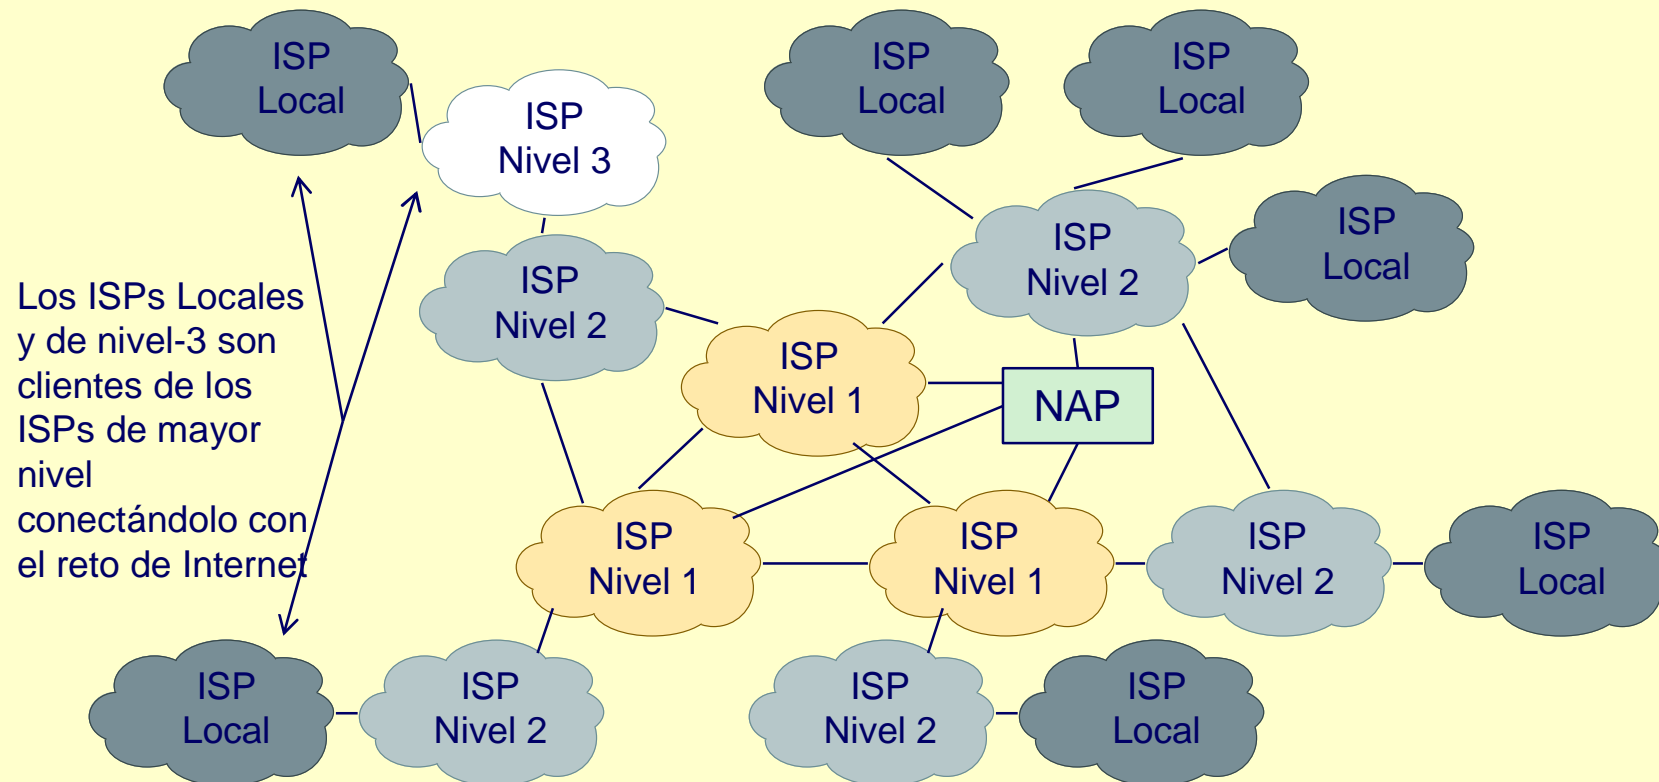 ISP
Local
ISP
Nivel 3
ISP
Local
ISP
Local
ISP
Local
ISP
Nivel 2
ISP
Nivel 2
Los ISPs Locales
y de nivel-3 son
clientes de los
ISPs de mayor
nivel
conectándolo con
el reto de Internet
ISP
Nivel 1
NAP
ISP
Nivel 1
ISP
Nivel 1
ISP
Nivel 2
ISP
Local
ISP
Local
ISP
Nivel 2
ISP
Nivel 2
ISP
Local